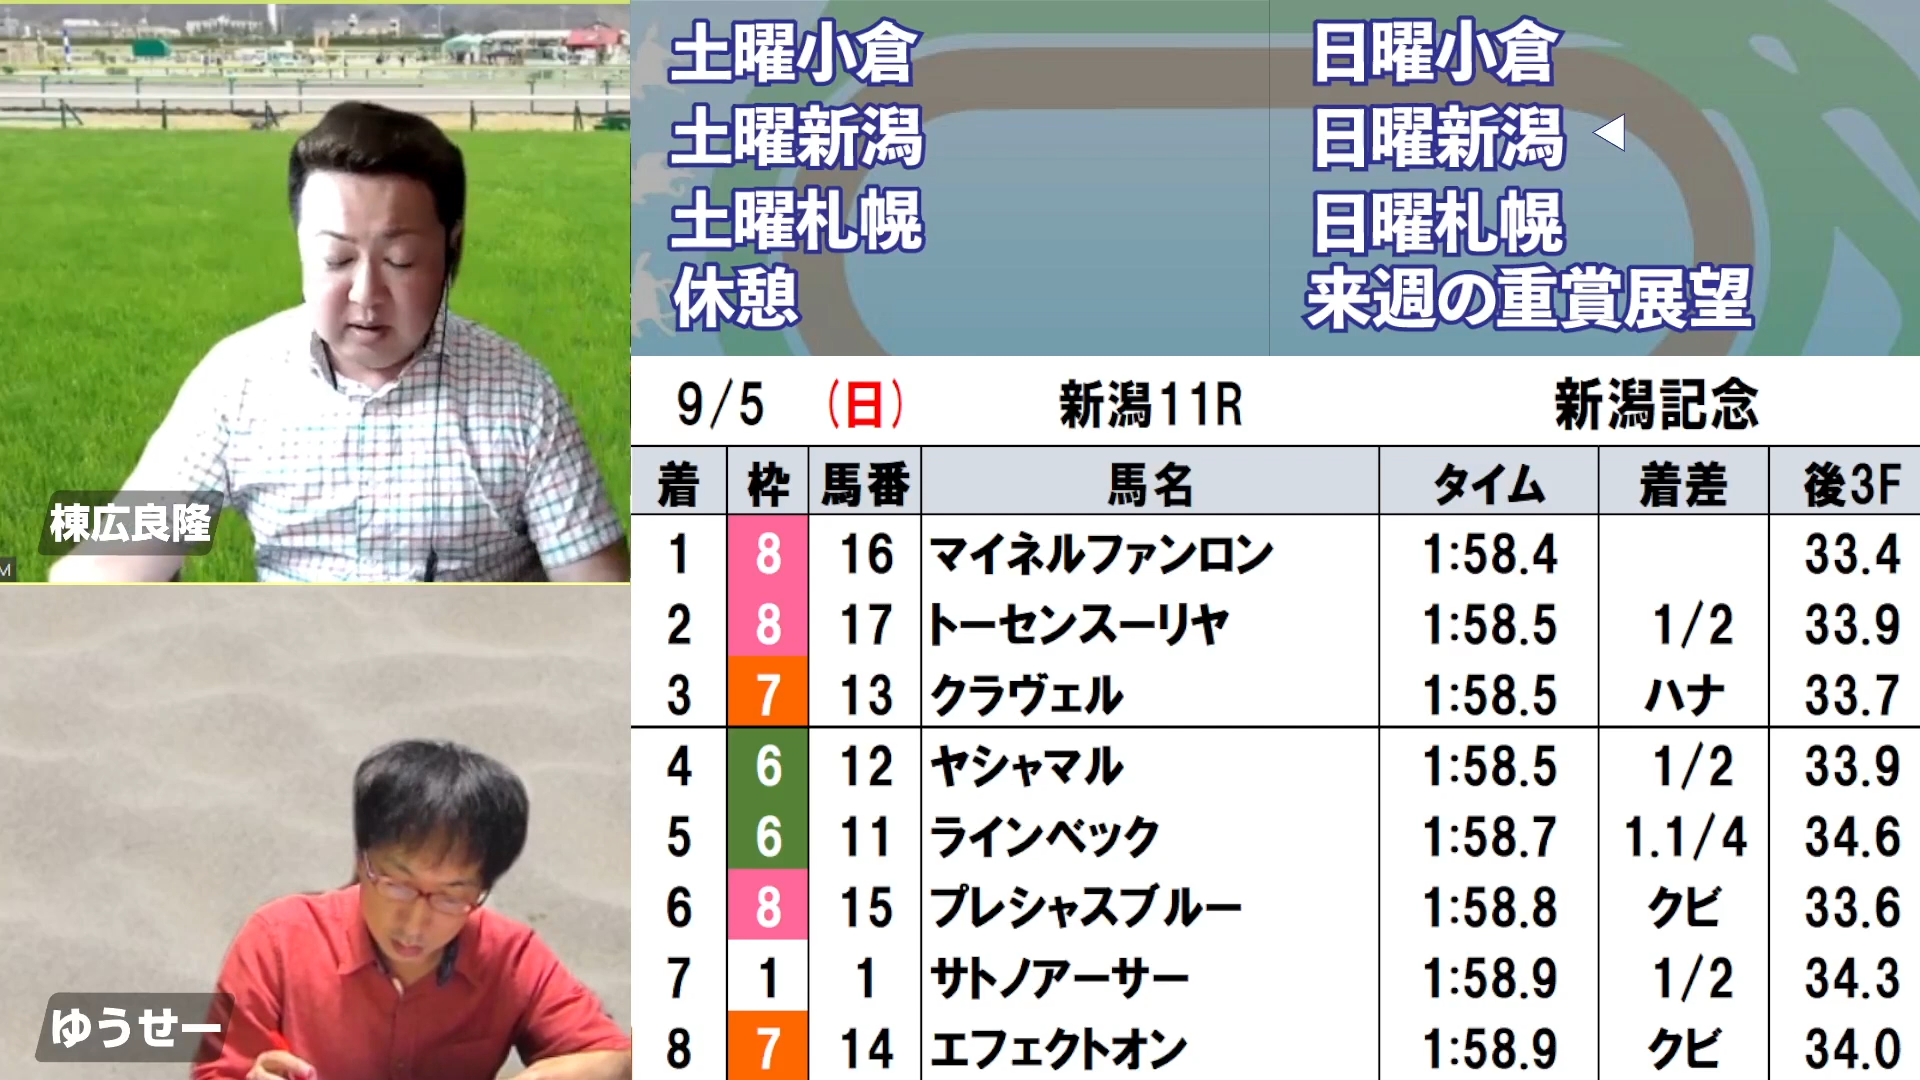 土曜小倉
土曜新潟
土曜札幌
休憩
日曜小倉
日曜新潟
日曜札幌
来週の重賞展望
棟広良隆
M
ゆうせー
9/5 (日) 新潟11R 新潟記念
着 枠 馬番 馬名 タイム 着差 後3F
1 8 16 マイネルファンロン 1:58.4 33.4
2 8 17 トーセンスーリヤ 1:58.5 1/2 33.9
3 7 13 クラヴェル 1:58.5 ハナ 33.7
4 6 12 ヤシャマル 1:58.5 1/2 33.9
5 6 11 ラインベック 1:58.7 1.1/4 34.6
6 8 15 プレシャスブルー 1:58.8 クビ 33.6
7 1 1 サトノアーサー 1:58.9 1/2 34.3
8 7 14 エフェクトオン 1:58.9 クビ 34.0